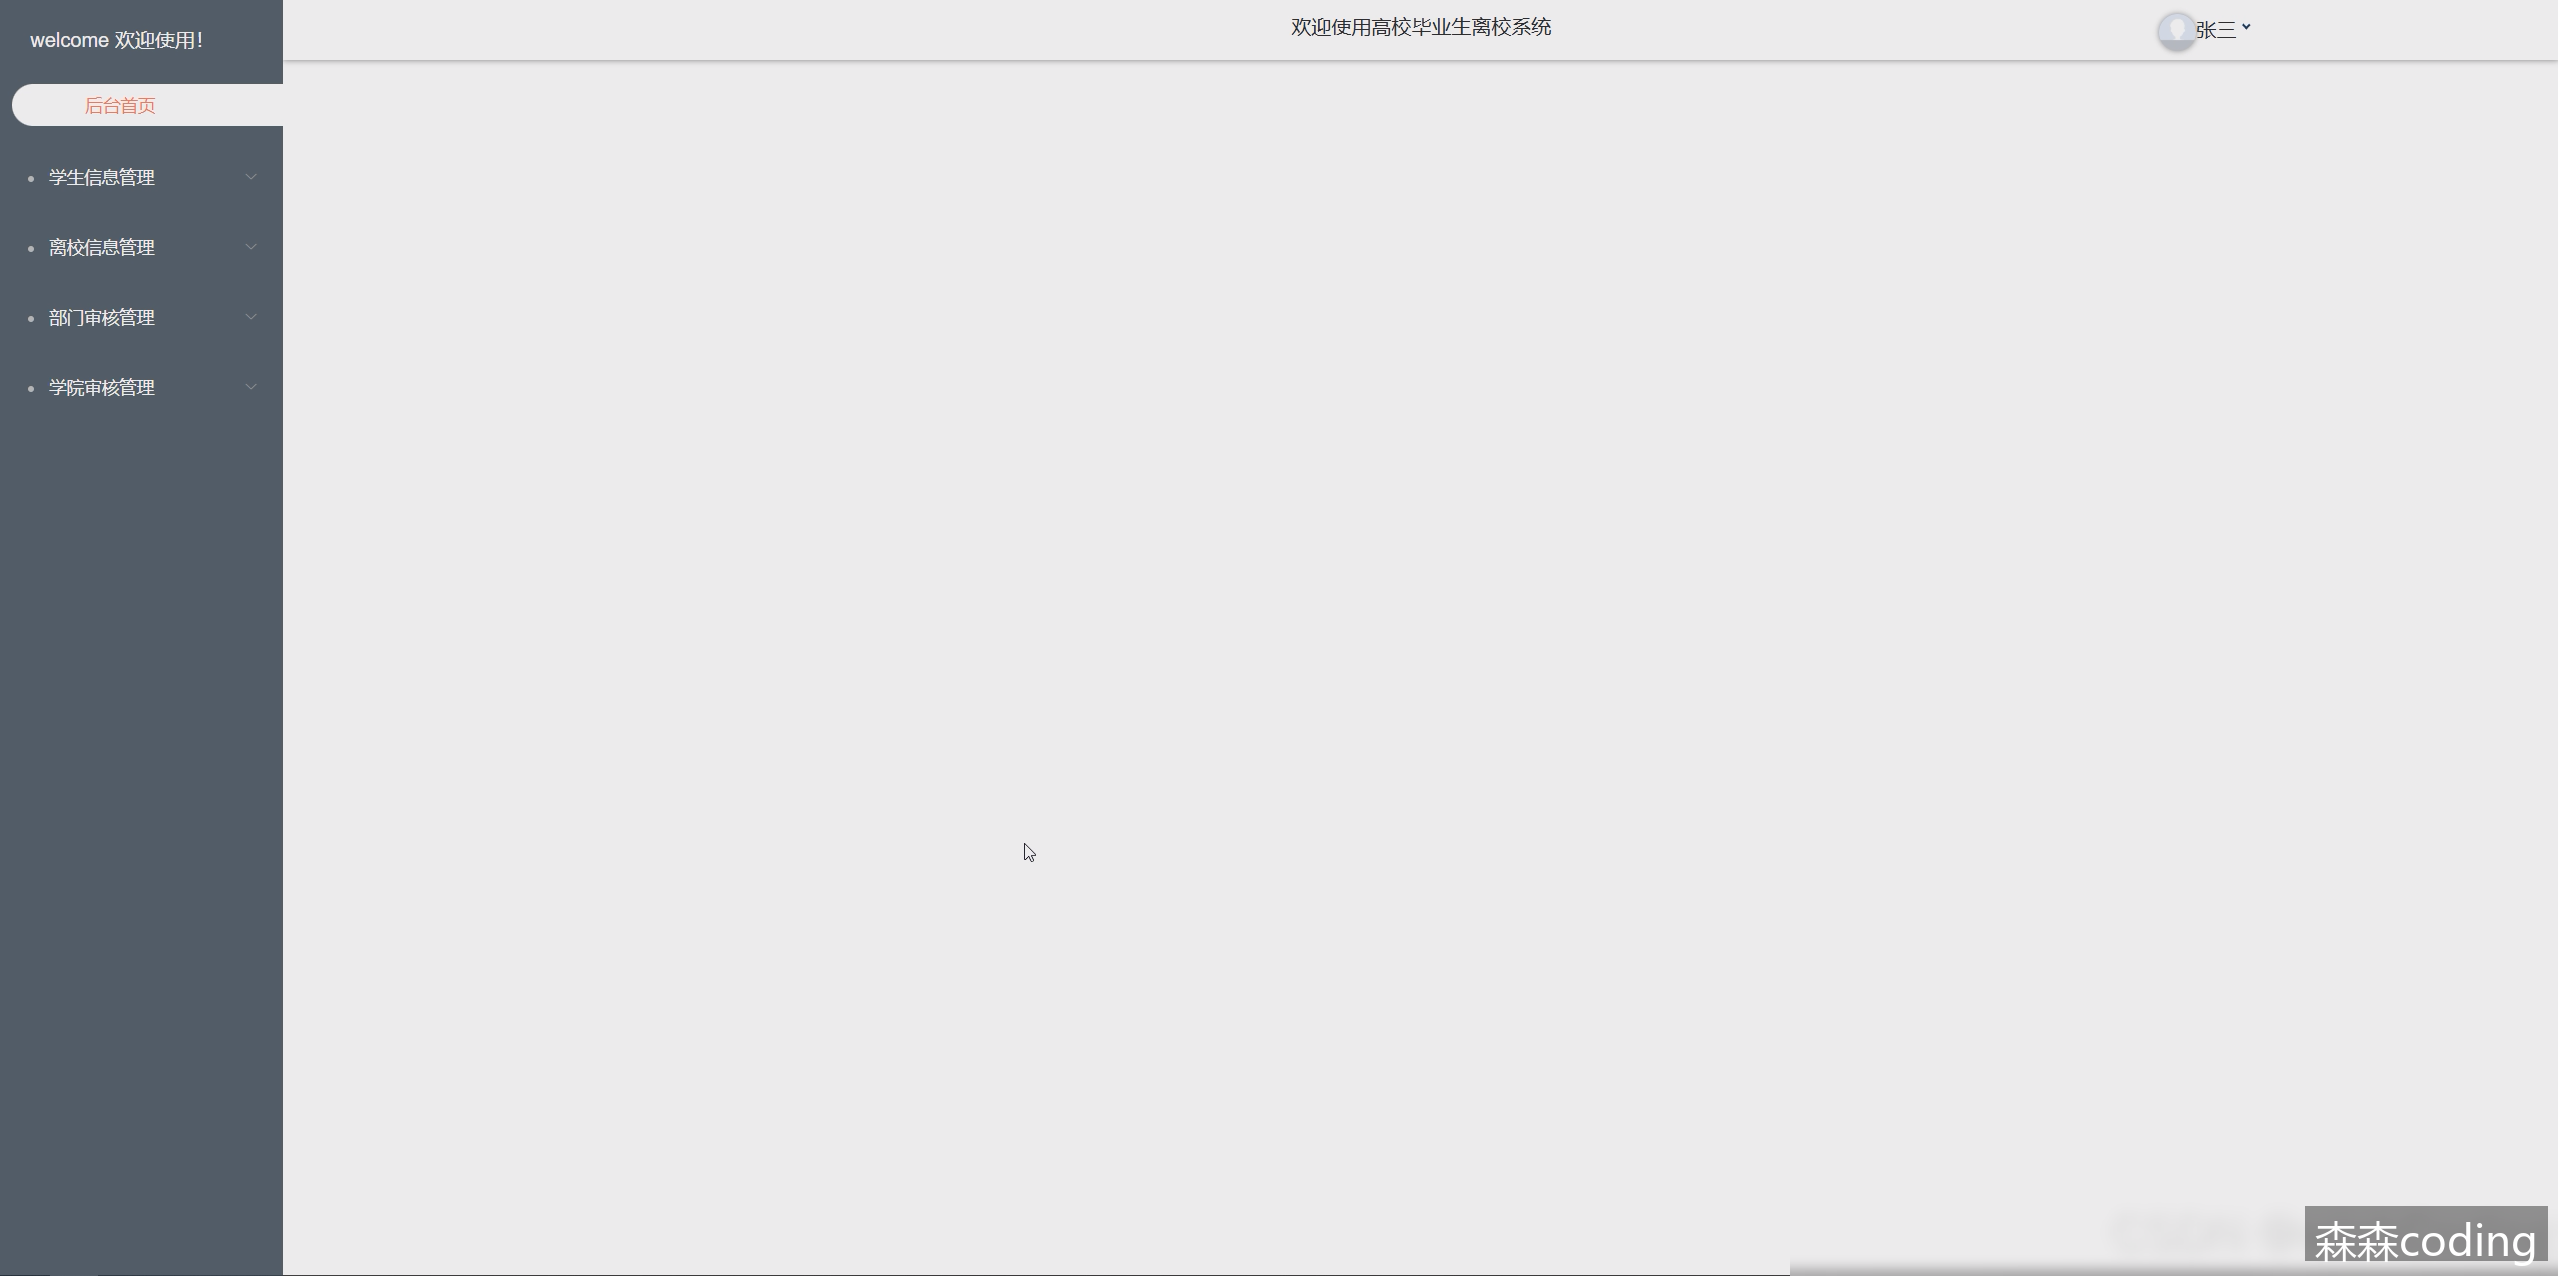 welcome 欢迎使用!
欢迎使用高校毕业生离校系统
张三
后台首页
学生信息管理
离校信息管理
部门审核管理
学院审核管理
森森coding